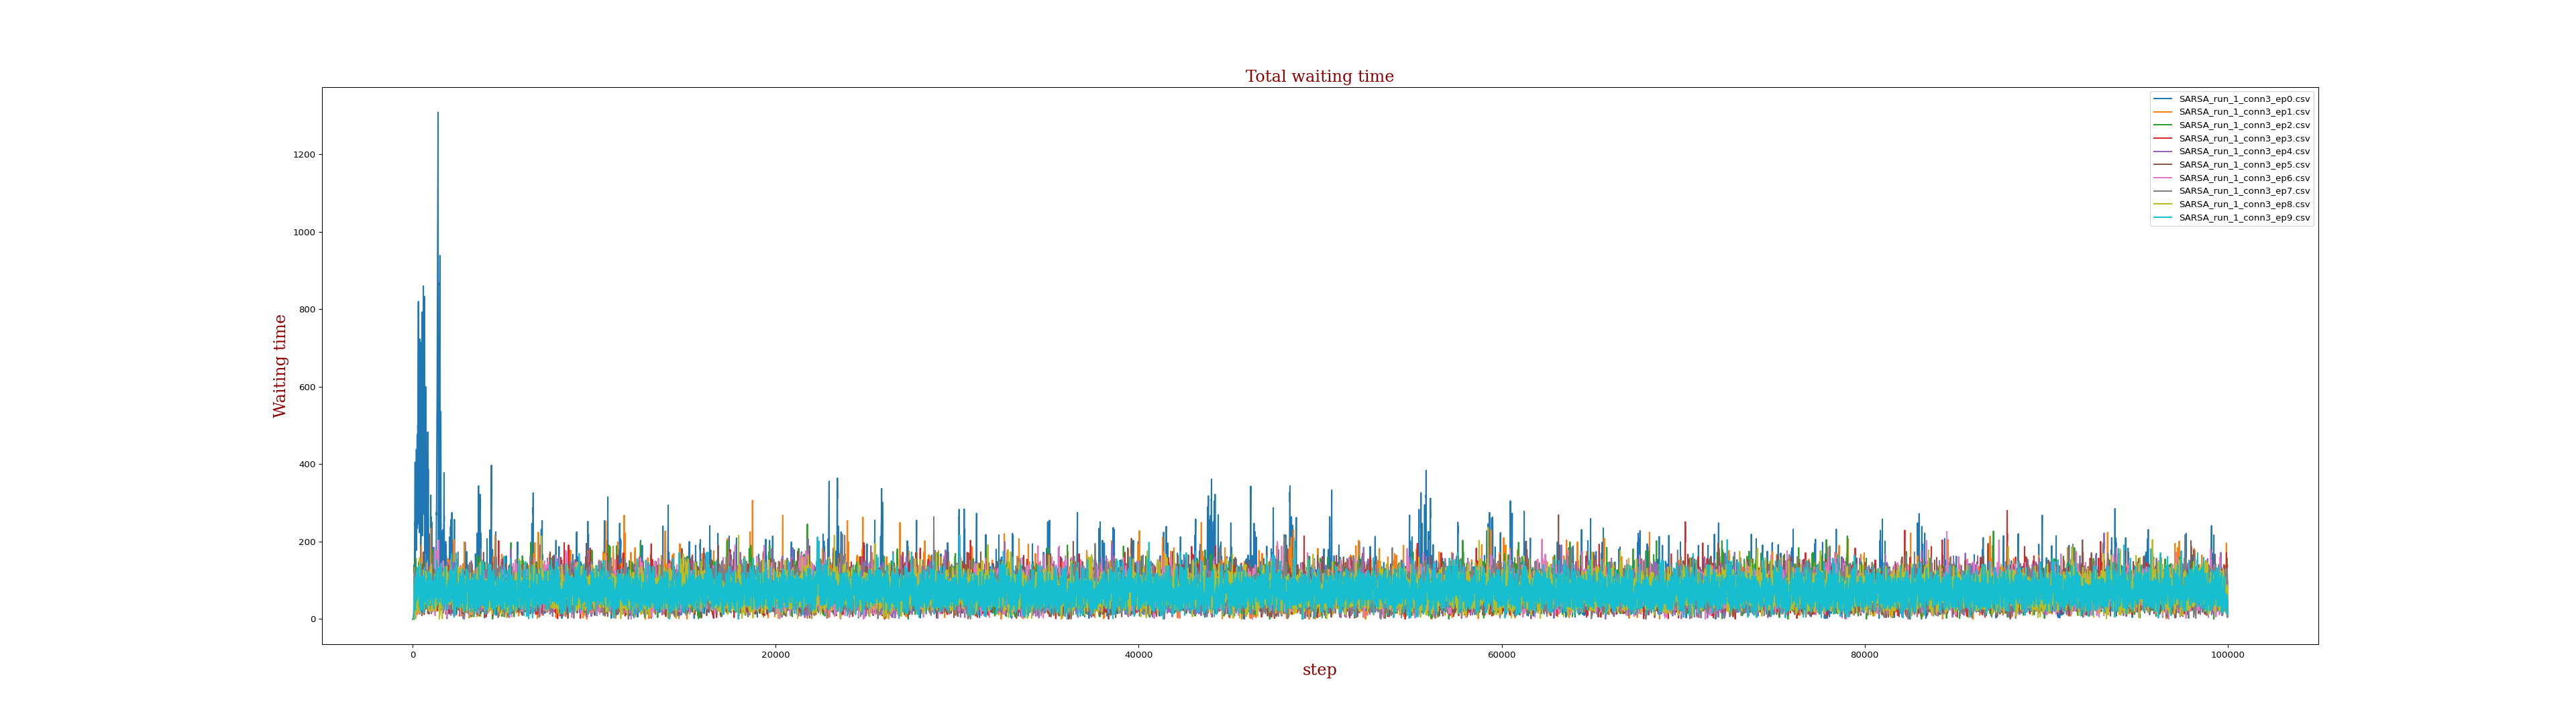 Total waiting time
SARSA_run_1_conn3_ep0.csv
SARSA_run_1_conn3_ep1.csv
SARSA_run_1_conn3_ep2.csv
SARSA_run_1_conn3_ep3.csv
SARSA_run_1_conn3_ep4.csv
SARSA_run_1_conn3_ep5.csv
SARSA_run_1_conn3_ep6.csv
SARSA_run_1_conn3_ep7.csv
SARSA_run_1_conn3_ep8.csv
SARSA_run_1_conn3_ep9.csv
Waiting time
1200
1000
800
600
400
200
0
0 20000 40000 60000 80000 100000
step